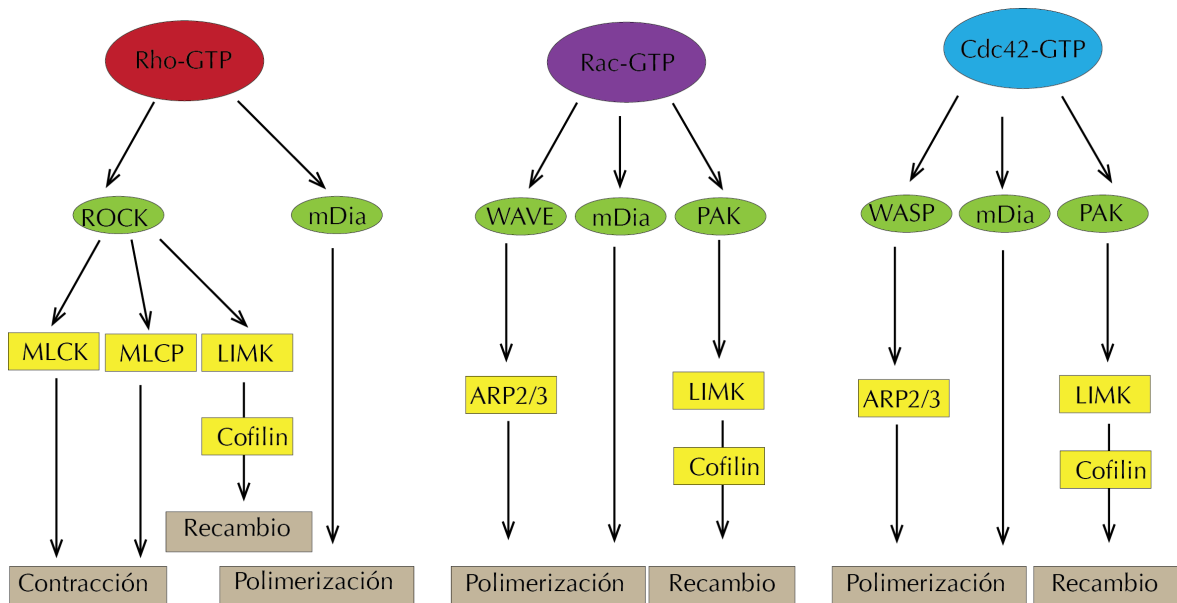 Rho-GTP
Rac-GTP
Cdc42-GTP
ROCK
mDia
WAVE
mDia
PAK
WASP
mDia
PAK
MLCK
MLCP
LIMK
ARP2/3
LIMK
ARP2/3
LIMK
Cofilin
Cofilin
Cofilin
Recambio
Contracción
Polimerización
Polimerización
Recambio
Polimerización
Recambio